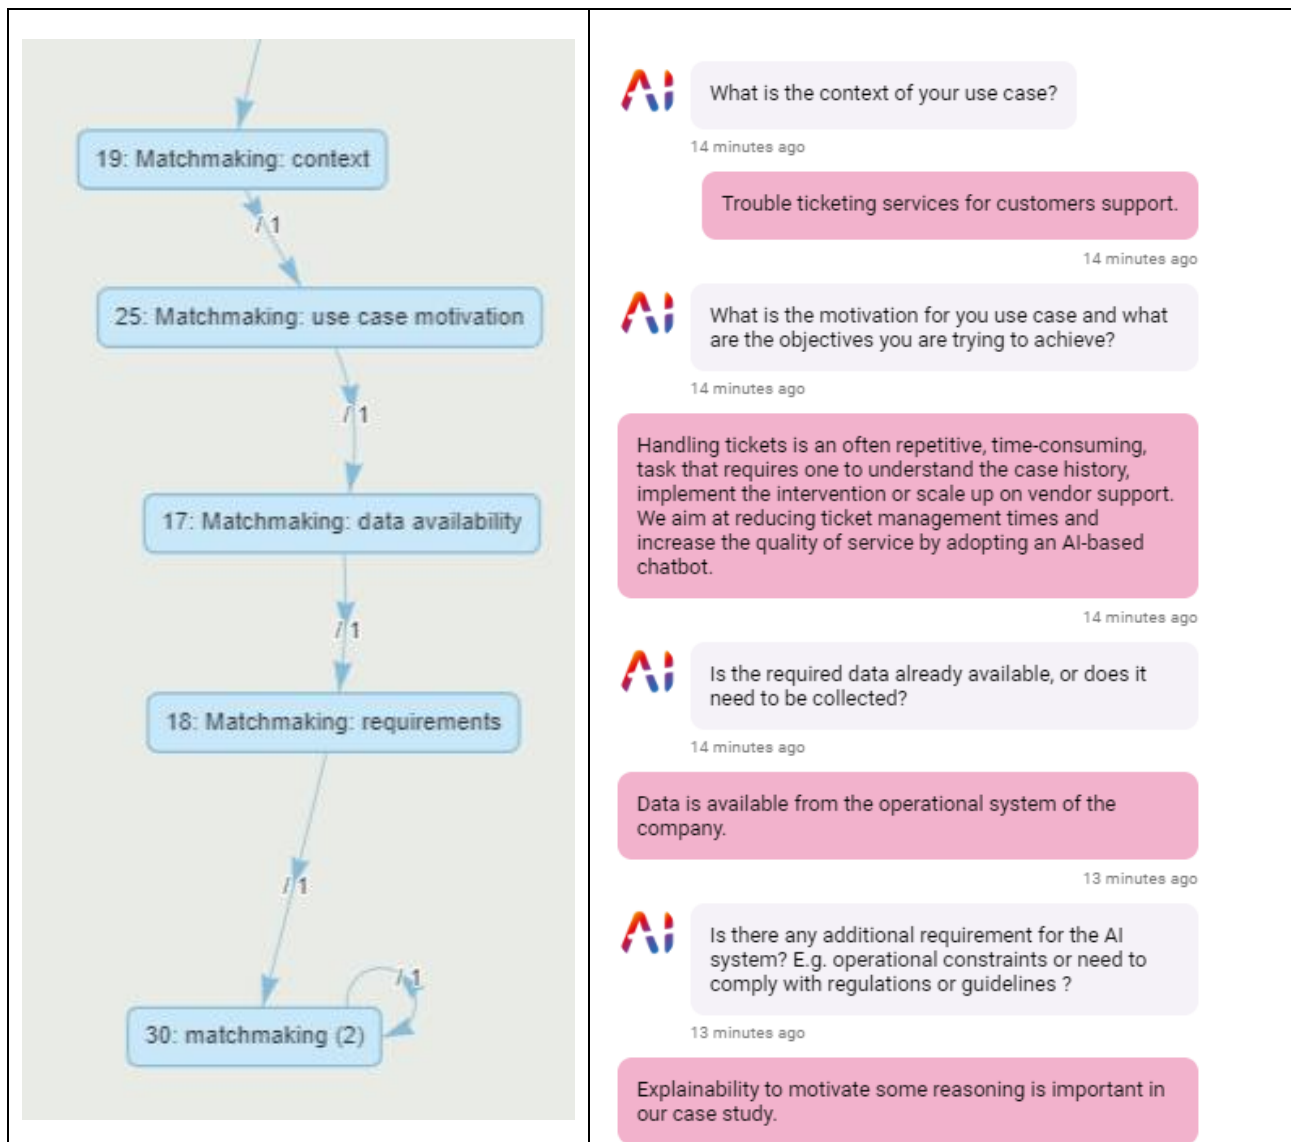 19: Matchmaking: context
/ 1
25: Matchmaking: use case motivation
/ 1
17: Matchmaking: data availability
/ 1
18: Matchmaking: requirements
/ 1
30: matchmaking (2)
/ 1
AI
What is the context of your use case?
14 minutes ago
Trouble ticketing services for customers support.
14 minutes ago
AI
What is the motivation for you use case and what
are the objectives you are trying to achieve?
14 minutes ago
Handling tickets is an often repetitive, time-consuming,
task that requires one to understand the case history,
implement the intervention or scale up on vendor support.
We aim at reducing ticket management times and
increase the quality of service by adopting an AI-based
chatbot.
14 minutes ago
AI
Is the required data already available, or does it
need to be collected?
14 minutes ago
Data is available from the operational system of the
company.
13 minutes ago
AI
Is there any additional requirement for the AI
system? E.g. operational constraints or need to
comply with regulations or guidelines ?
13 minutes ago
Explainability to motivate some reasoning is important in
our case study.